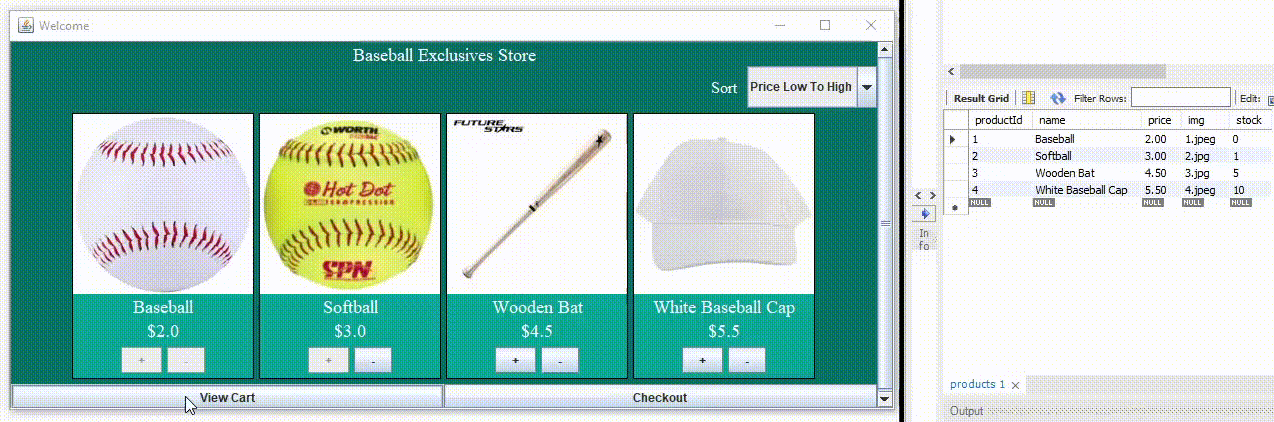 Welcome
Baseball Exclusives Store
Sort Price Low To High
WORTH
Hot Dot
COMPRESSION
SPN
FUTURE STARS
Baseball Softball Wooden Bat White Baseball Cap
$2.0 $3.0 $4.5 $5.5
+ - + - + - + -
View Cart Checkout
Result Grid Filter Rows: Edit:
productId name price img stock
1 Baseball 2.00 1.jpeg 0
2 Softball 3.00 2.jpg 1
3 Wooden Bat 4.50 3.jpg 5
4 White Baseball Cap 5.50 4.jpeg 10
NULL NULL NULL NULL NULL
In
fo
products 1 ×
Output